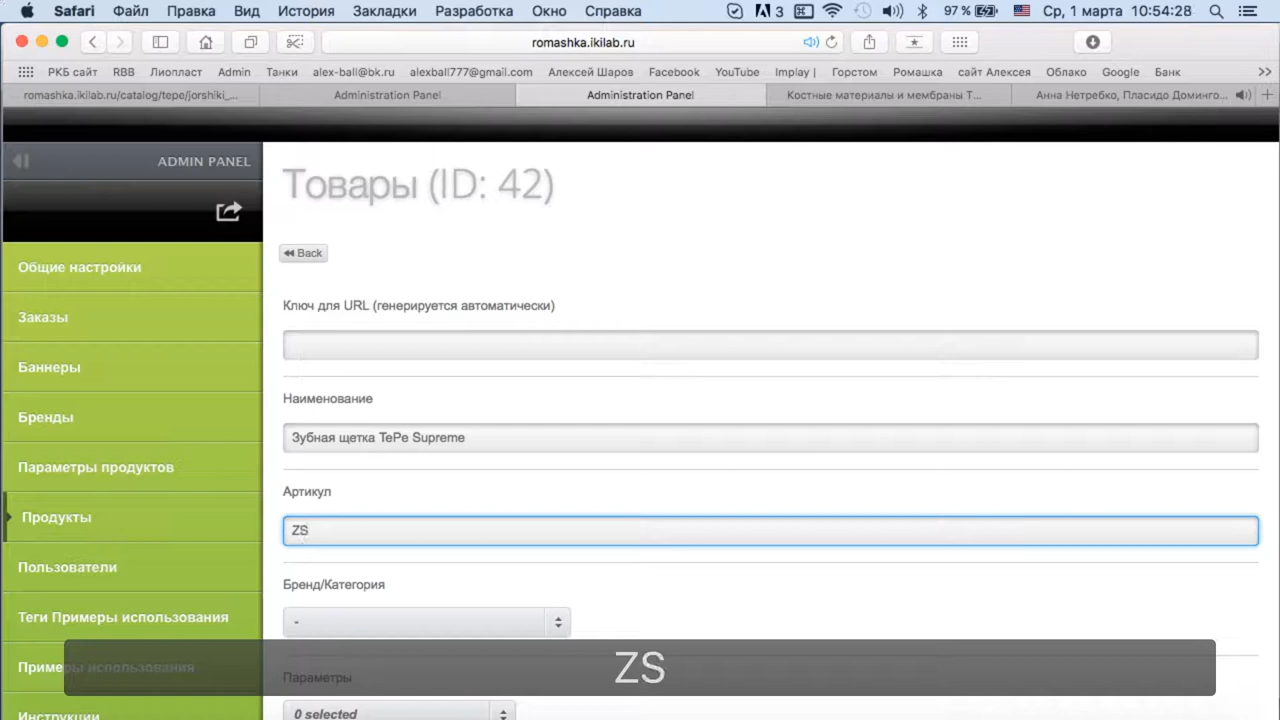 Safari Файл Правка Вид История Закладки Разработка Окно Справка 3 97 % Ср, 1 марта 10:54:28
romashka.ikilab.ru
РКБ сайт RBB Лиопласт Admin Танки alex-ball@bk.ru alexball777@gmail.com Алексей Шаров Facebook YouTube Implay | Горстом Ромашка сайт Алексея Облако Google Банк
romashka.ikilab.ru/catalog/tepe/jorshiki_... Administration Panel Administration Panel Костные материалы и мембраны T... Анна Нетребко, Пласидо Доминго...
ADMIN PANEL
Товары (ID: 42)
Back
Общие настройки
Заказы
Баннеры
Бренды
Параметры продуктов
Продукты
Пользователи
Теги Примеры использования
Примеры использования
Инструкции
Ключ для URL (генерируется автоматически)
Наименование
Зубная щетка TePe Supreme
Артикул
ZS
Бренд/Категория
-
Параметры
0 selected
ZS